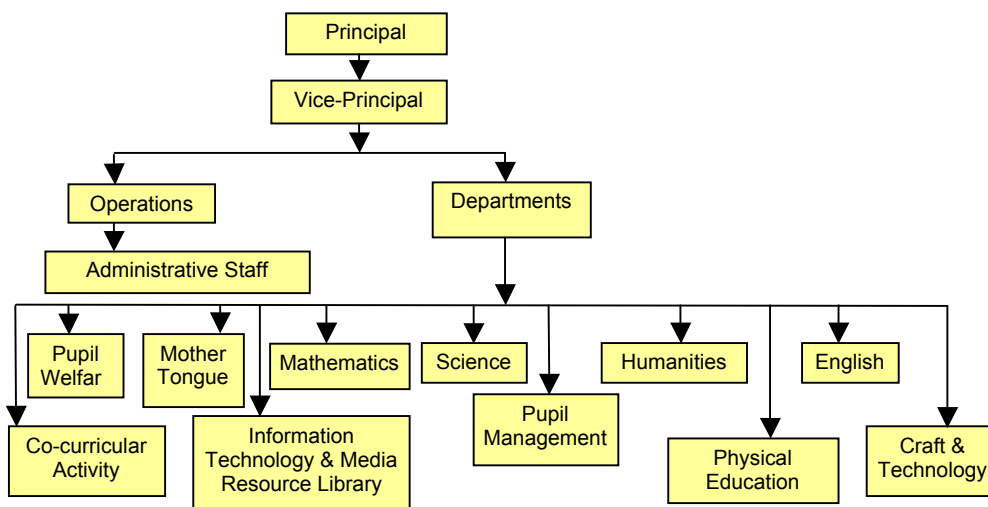 Principal
Vice-Principal
Operations
Departments
Administrative Staff
Pupil
Welfar
Mother
Tongue
Mathematics
Science
Humanities
English
Co-curricular
Activity
Information
Technology & Media
Resource Library
Pupil
Management
Physical
Education
Craft &
Technology